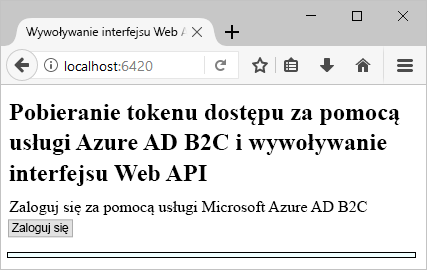 Wywoływanie interfejsu Web A
localhost:6420
Pobieranie tokenu dostępu za pomocą
usługi Azure AD B2C i wywoływanie
interfejsu Web API
Zaloguj się za pomocą usługi Microsoft Azure AD B2C
Zaloguj się